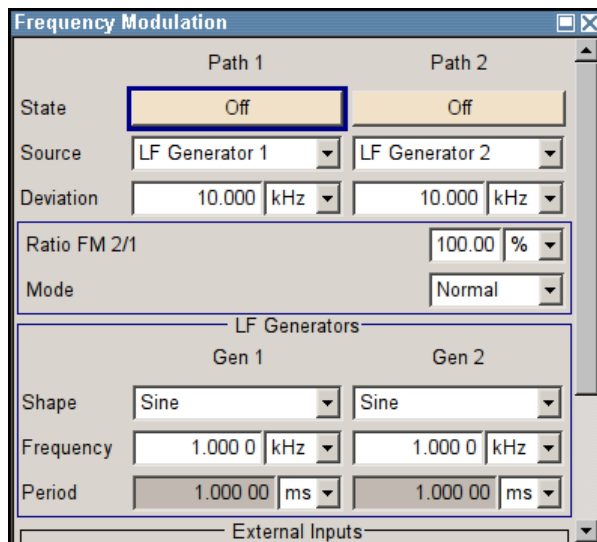 Frequency Modulation
Path 1 Path 2
State Off Off
Source LF Generator 1 LF Generator 2
Deviation 10.000 kHz 10.000 kHz
Ratio FM 2/1 100.00 %
Mode Normal
LF Generators
Gen 1 Gen 2
Shape Sine Sine
Frequency 1.000 0 kHz 1.000 0 kHz
Period 1.000 00 ms 1.000 00 ms
External Inputs